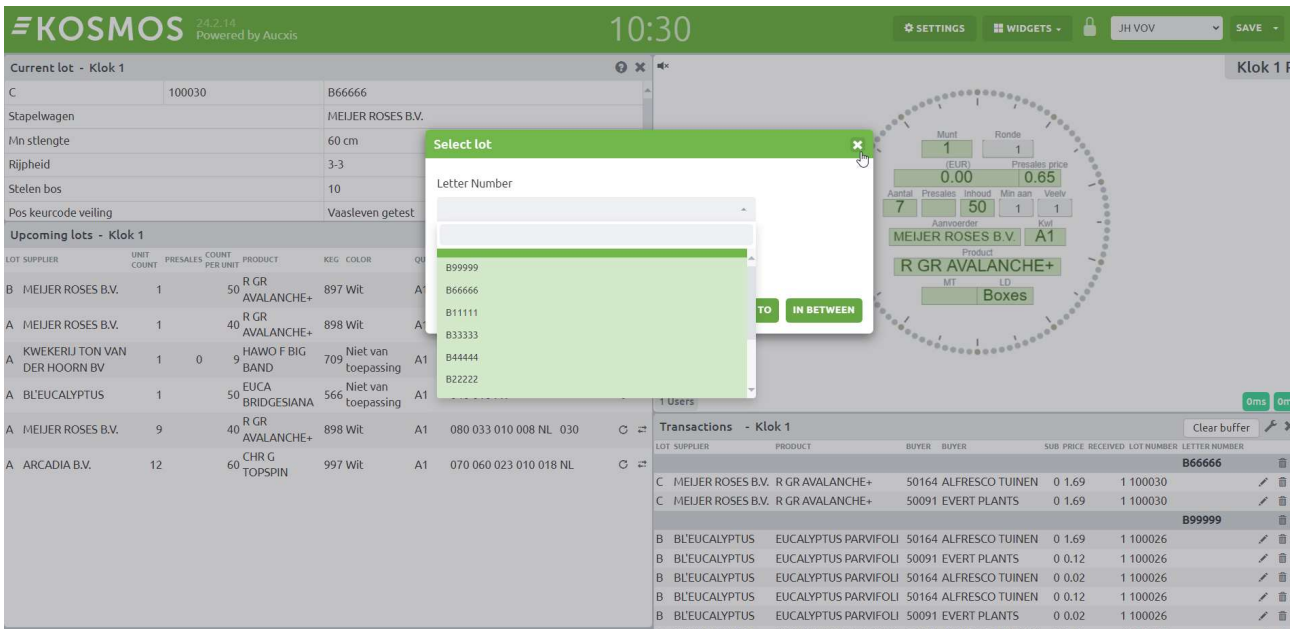 KOSMOS 24.2.14 Powered by Aucxis 10:30 SETTINGS WIDGETS JH VOV SAVE
Current lot - Klok 1
C 100030 B66666
Stapelwagen MEIJER ROSES B.V.
Mn stlengte 60 cm
Rijpheid 3-3
Stelen bos 10
Pos keurcode veiling Vaasleven getest
Upcoming lots - Klok 1
LOT SUPPLIER UNIT COUNT PRESALES COUNT PER UNIT PRODUCT KEG COLOR
B MEIJER ROSES B.V. 1 50 R GR AVALANCHE+ 897 Wit
A MEIJER ROSES B.V. 1 40 R GR AVALANCHE+ 898 Wit
A KWEKERIJ TON VAN DER HOORN BV 1 0 9 HAWO F BIG BAND 709 Niet van toepassing A1
A BL'EUCALYPTUS 1 50 EUCA BRIDGESIANA 566 Niet van toepassing A1
A MEIJER ROSES B.V. 9 40 R GR AVALANCHE+ 898 Wit A1 080 033 010 008 NL 030
A ARCADIA B.V. 12 60 CHR G TOPSPIN 997 Wit A1 070 060 023 010 018 NL
Select lot
Letter Number
B99999
B66666
B11111
B33333
B44444
B22222
TO IN BETWEEN
Klok 1
Munt Ronde
1 1
(EUR) Presales price
0.00 0.65
Aantal Presales Inhoud Min aan Veelv
7 50 1 1
Aanvoerder Kwl
MEIJER ROSES B.V. A1
Product
R GR AVALANCHE+
MT LD
Boxes
1 Users 0ms
Transactions - Klok 1 Clear buffer
LOT SUPPLIER PRODUCT BUYER BUYER SUB PRICE RECEIVED LOT NUMBER LETTER NUMBER
B66666
C MEIJER ROSES B.V. R GR AVALANCHE+ 50164 ALFRESCO TUINEN 0 1.69 1 100030
C MEIJER ROSES B.V. R GR AVALANCHE+ 50091 EVERT PLANTS 0 1.69 1 100030
B99999
B BL'EUCALYPTUS EUCALYPTUS PARVIFOLI 50164 ALFRESCO TUINEN 0 1.69 1 100026
B BL'EUCALYPTUS EUCALYPTUS PARVIFOLI 50091 EVERT PLANTS 0 0.12 1 100026
B BL'EUCALYPTUS EUCALYPTUS PARVIFOLI 50164 ALFRESCO TUINEN 0 0.02 1 100026
B BL'EUCALYPTUS EUCALYPTUS PARVIFOLI 50164 ALFRESCO TUINEN 0 0.12 1 100026
B BL'EUCALYPTUS EUCALYPTUS PARVIFOLI 50091 EVERT PLANTS 0 0.02 1 100026